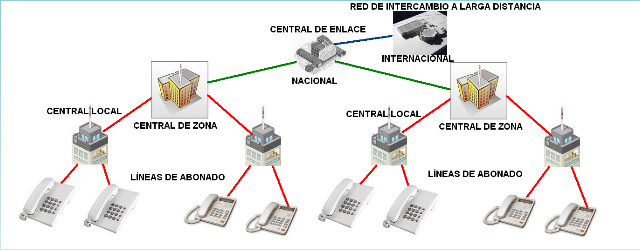 RED DE INTERCAMBIO A LARGA DISTANCIA
CENTRAL DE ENLACE
INTERNACIONAL
NACIONAL
CENTRAL LOCAL
CENTRAL DE ZONA
CENTRAL LOCAL
CENTRAL DE ZONA
LÍNEAS DE ABONADO
LÍNEAS DE ABONADO